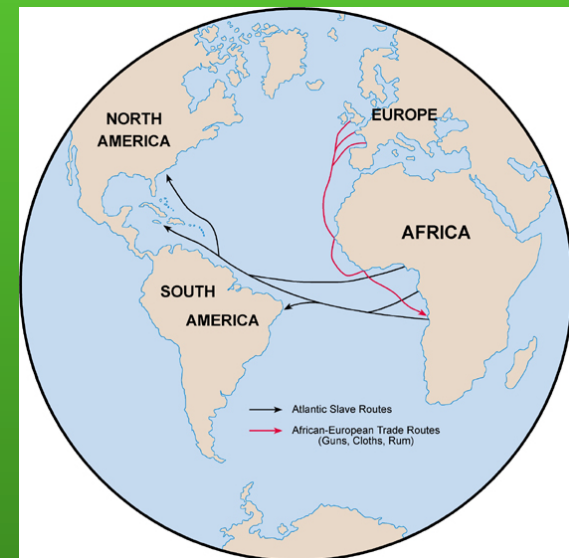 NORTH
AMERICA
EUROPE
AFRICA
SOUTH
AMERICA
Atlantic Slave Routes
African-European Trade Routes
(Guns, Cloths, Rum)